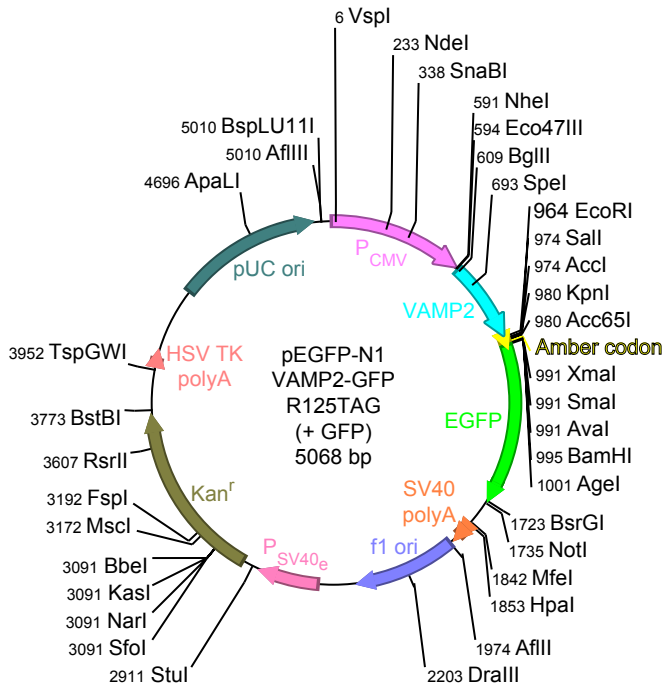 6 VspI
233 NdeI
338 SnaBI
591 NheI
594 Eco47III
609 BglII
693 SpeI
964 EcoRI
974 SalI
974 AccI
980 KpnI
980 Acc65I
Amber codon
991 XmaI
991 SmaI
991 AvaI
995 BamHI
1001 AgeI
1723 BsrGI
1735 NotI
1842 MfeI
1853 HpaI
1974 AflII
2203 DraIII
2911 StuI
3091 SfoI
3091 NarI
3091 KasI
3091 BbeI
3172 MscI
3192 FspI
3607 RsrII
3773 BstBI
3952 TspGWI
4696 ApaLI
5010 AflIII
5010 BspLU11I
PCMV
VAMP2
EGFP
SV40
polyA
f1 ori
PSV40e
Kanr
HSV TK
polyA
pUC ori
pEGFP-N1
VAMP2-GFP
R125TAG
(+ GFP)
5068 bp